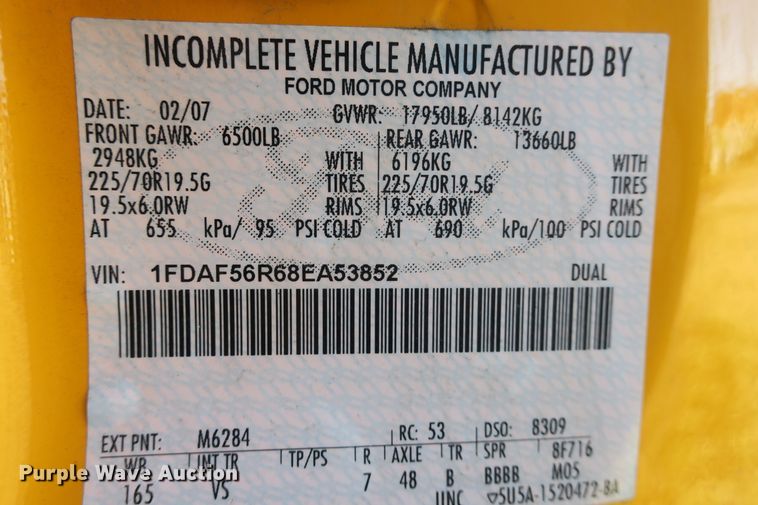 INCOMPLETE VEHICLE MANUFACTURED BY
FORD MOTOR COMPANY
DATE: 02/07 GVWR: 17950LB/ 8142KG
FRONT GAWR: 6500LB REAR GAWR: 13660LB
2948KG WITH 6196KG WITH
225/70R19.5G TIRES 225/70R19.5G TIRES
19.5x6.0RW RIMS 19.5x6.0RW RIMS
AT 655 kPa/ 95 PSI COLD AT 690 kPa/100 PSI COLD
VIN: 1FDAF56R68EA53852 DUAL
EXT PNT: M6284 RC: 53 DSO: 8309
WB INT TR TP/PS R AXLE TR SPR 8F716
165 VS 7 48 B BBBB M05
UNC ▽5U5A-1520472-BA
Purple Wave Auction